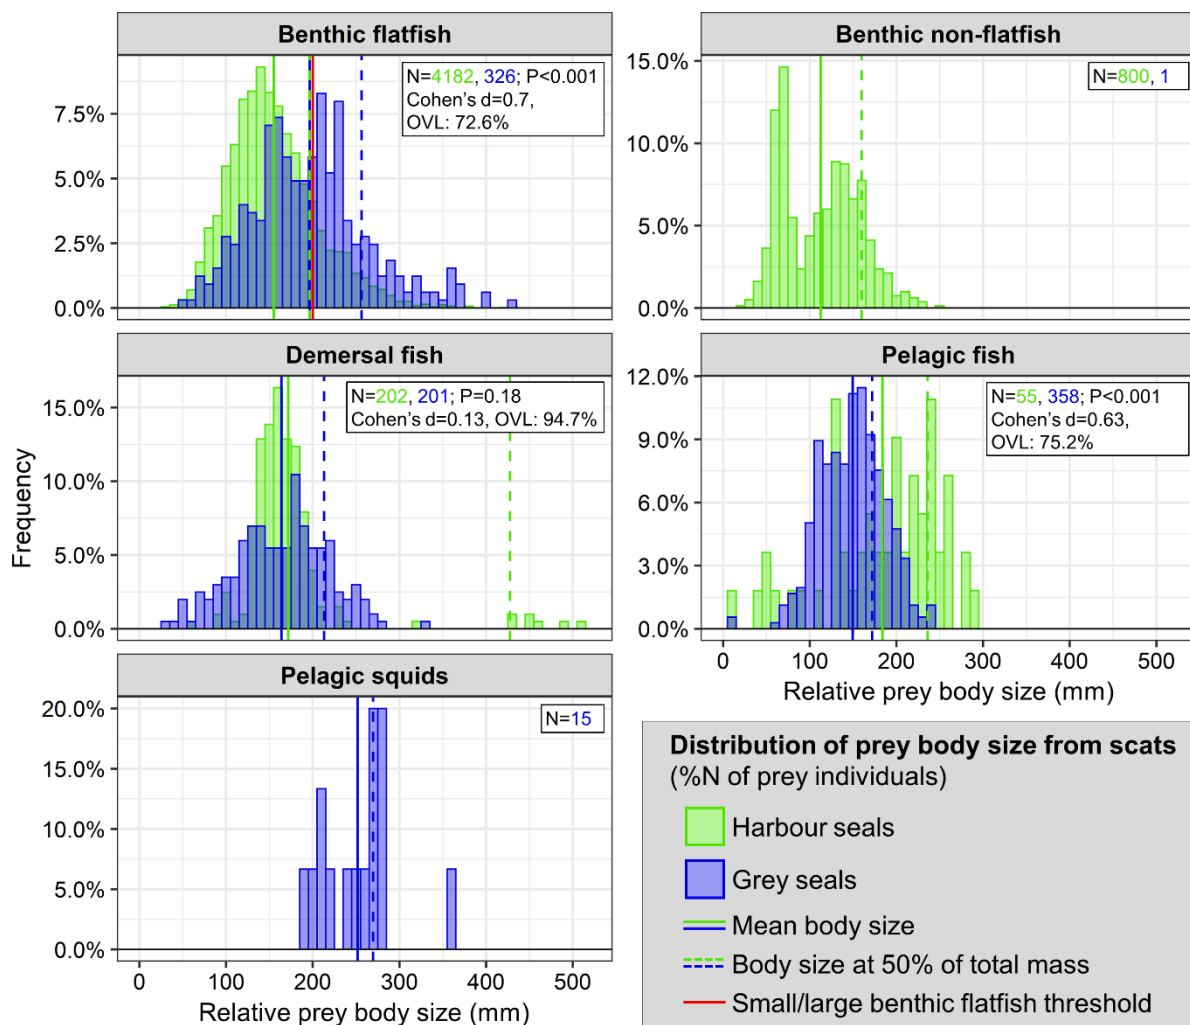 Benthic flatfish
N=4182, 326; P<0.001
Cohen's d=0.7,
OVL: 72.6%
7.5%
5.0%
2.5%
0.0%
Benthic non-flatfish
N=800, 1
15.0%
10.0%
5.0%
0.0%
Demersal fish
N=202, 201; P=0.18
Cohen's d=0.13, OVL: 94.7%
15.0%
10.0%
5.0%
0.0%
Frequency
Pelagic fish
N=55, 358; P<0.001
Cohen's d=0.63,
OVL: 75.2%
12.0%
9.0%
6.0%
3.0%
0.0%
0 100 200 300 400 500
Relative prey body size (mm)
Pelagic squids
N=15
20.0%
15.0%
10.0%
5.0%
0.0%
0 100 200 300 400 500
Relative prey body size (mm)
Distribution of prey body size from scats
(%N of prey individuals)
Harbour seals
Grey seals
Mean body size
Body size at 50% of total mass
Small/large benthic flatfish threshold